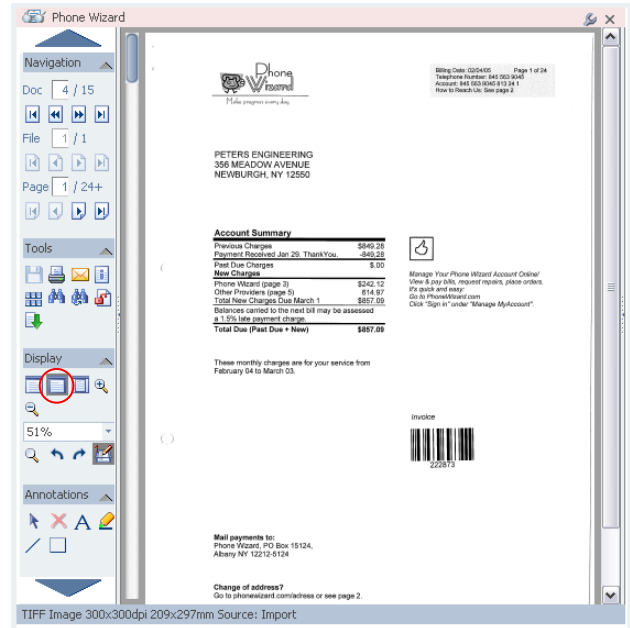 Phone Wizard
Navigation
Doc 4 / 15
File 1 / 1
Page 1 / 24+
Tools
Display
51%
Annotations
A
Phone
Wizard
Make progress every day
Billing Date: 02/04/05 Page 1 of 24
Telephone Number: 845 563 9045
Account: 845 563 9045 813 24 1
How to Reach Us: See page 2
PETERS ENGINEERING
356 MEADOW AVENUE
NEWBURGH, NY 12550
Account Summary
Previous Charges $849.28
Payment Received Jan 29. ThankYou. -849,28
Past Due Charges $.00
New Charges
Phone Wizard (page 3) $242.12
Other Providers (page 5) 614.97
Total New Charges Due March 1 $857.09
Balances carried to the next bill may be assessed
a 1.5% late payment charge.
Total Due (Past Due + New) $857.09
Manage Your Phone Wizard Account Online!
View & pay bills, request repairs, place orders.
It's quick and easy:
Go to PhoneWizard.com
Click "Sign in" under "Manage MyAccount".
These monthly charges are for your service from
February 04 to March 03.
Invoice
222873
Mail payments to:
Phone Wizard, PO Box 15124,
Albany NY 12212-5124
Change of address?
Go to phonewizard.com/adress or see page 2.
TIFF Image 300x300dpi 209x297mm Source: Import